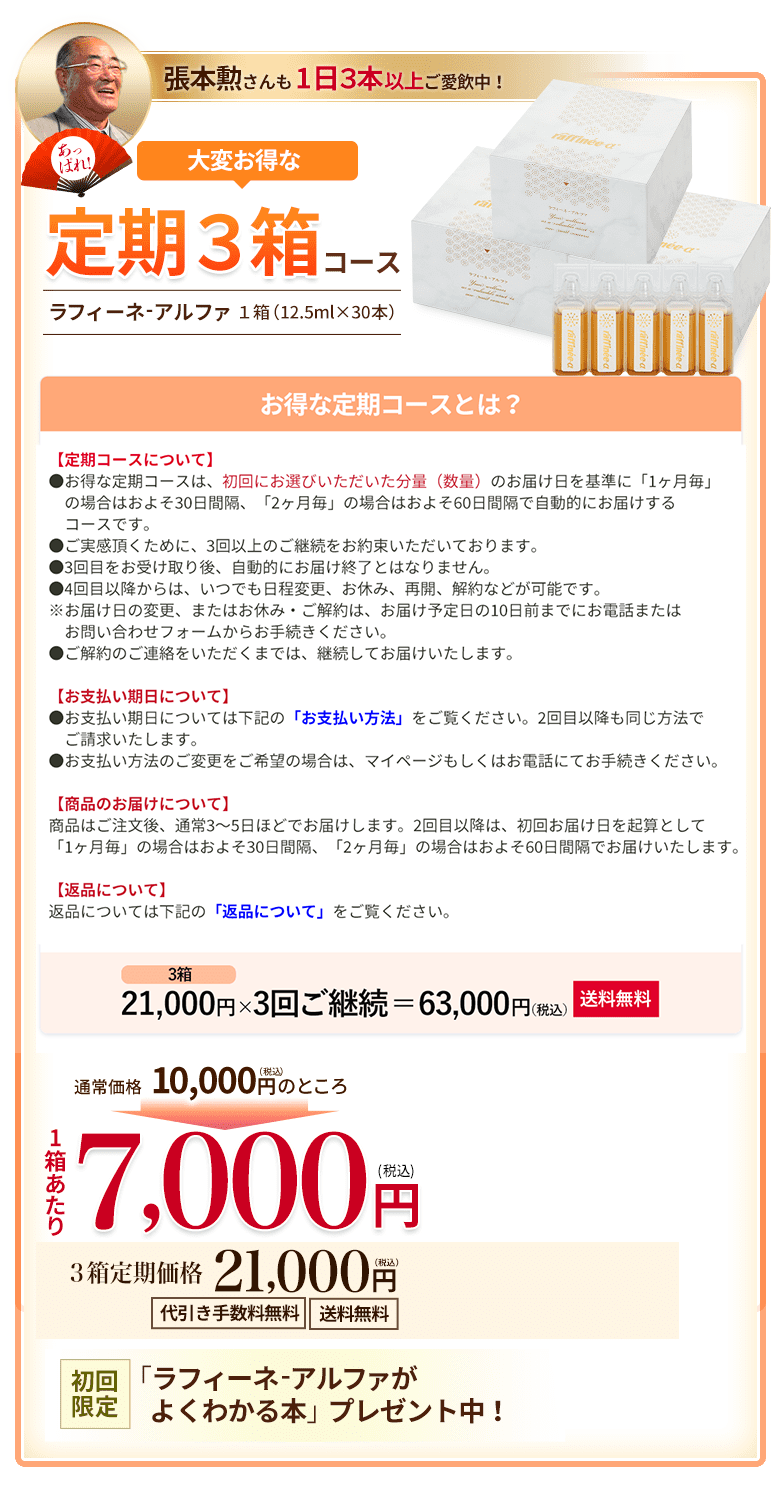 張本勲さんも1日3本以上ご愛飲中！
あっ
ぱれ!
大変お得な
定期３箱コース
ラフィーネ-アルファ １箱（12.5ml×30本）
raffinée-α
ラフィーネ-アルファ
お得な定期コースとは？
【定期コースについて】
●お得な定期コースは、初回にお選びいただいた分量（数量）のお届け日を基準に「1ヶ月毎」
の場合はおよそ30日間隔、「2ヶ月毎」の場合はおよそ60日間隔で自動的にお届けする
コースです。
●ご実感頂くために、3回以上のご継続をお約束いただいております。
●3回目をお受け取り後、自動的にお届け終了とはなりません。
●4回目以降からは、いつでも日程変更、お休み、再開、解約などが可能です。
※お届け日の変更、またはお休み・ご解約は、お届け予定日の10日前までにお電話または
お問い合わせフォームからお手続きください。
●ご解約のご連絡をいただくまでは、継続してお届けいたします。
【お支払い期日について】
●お支払い期日については下記の「お支払い方法」をご覧ください。2回目以降も同じ方法で
ご請求いたします。
●お支払い方法のご変更をご希望の場合は、マイページもしくはお電話にてお手続きください。
【商品のお届けについて】
商品はご注文後、通常3〜5日ほどでお届けします。2回目以降は、初回お届け日を起算として
「1ヶ月毎」の場合はおよそ30日間隔、「2ヶ月毎」の場合はおよそ60日間隔でお届けいたします。
【返品について】
返品については下記の「返品について」をご覧ください。
3箱
21,000円×3回ご継続＝63,000円(税込) 送料無料
通常価格 10,000円(税込)のところ
1箱あたり
7,000円(税込)
３箱定期価格 21,000円(税込)
代引き手数料無料 送料無料
初回
限定
「ラフィーネ-アルファが
よくわかる本」プレゼント中！